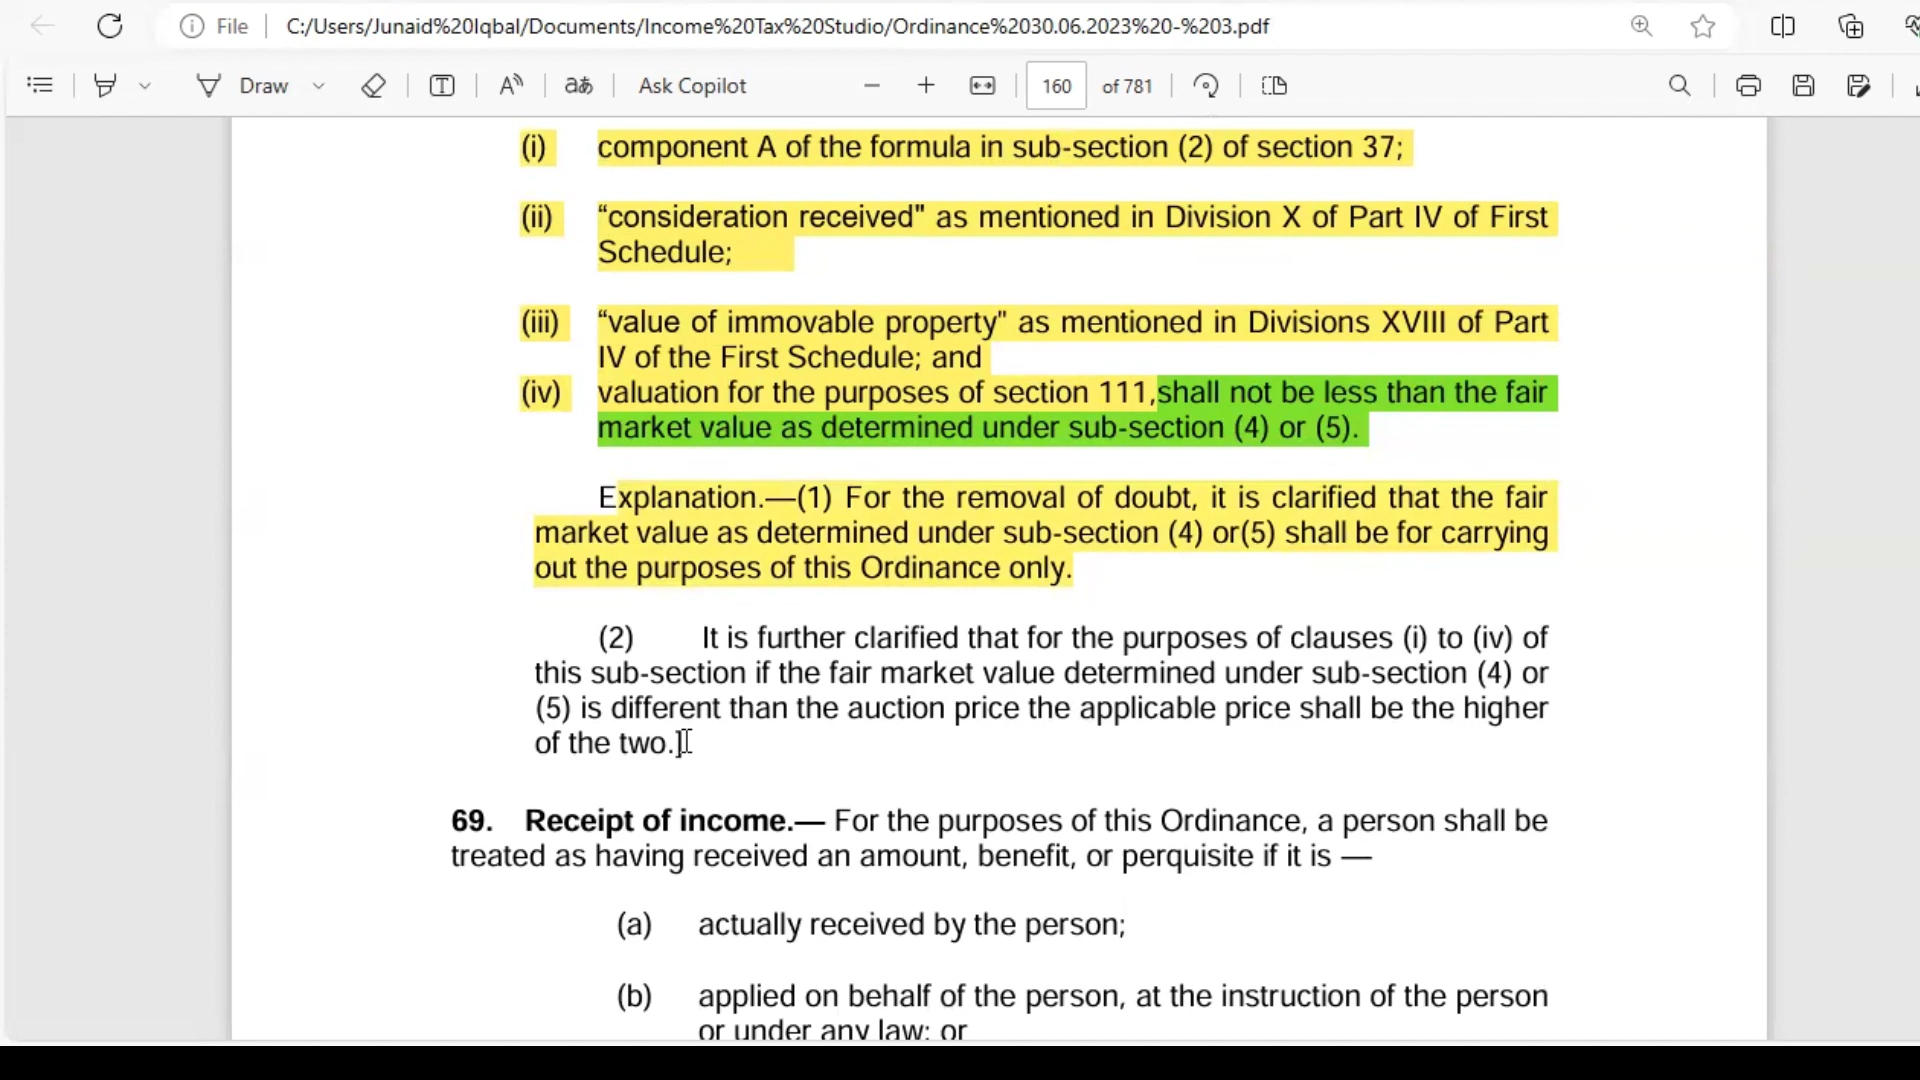 File
C:/Users/Junaid%20Iqbal/Documents/Income%20Tax%20Studio/Ordinance%2030.06.2023%20-%203.pdf
Draw
T
A
aあ
Ask Copilot
160 of 781
(i) component A of the formula in sub-section (2) of section 37;
(ii) “consideration received" as mentioned in Division X of Part IV of First
Schedule;
(iii) “value of immovable property" as mentioned in Divisions XVIII of Part
IV of the First Schedule; and
(iv) valuation for the purposes of section 111,shall not be less than the fair
market value as determined under sub-section (4) or (5).
Explanation.—(1) For the removal of doubt, it is clarified that the fair
market value as determined under sub-section (4) or(5) shall be for carrying
out the purposes of this Ordinance only.
(2) It is further clarified that for the purposes of clauses (i) to (iv) of
this sub-section if the fair market value determined under sub-section (4) or
(5) is different than the auction price the applicable price shall be the higher
of the two.]
69. Receipt of income.— For the purposes of this Ordinance, a person shall be
treated as having received an amount, benefit, or perquisite if it is —
(a) actually received by the person;
(b) applied on behalf of the person, at the instruction of the person
or under any law; or